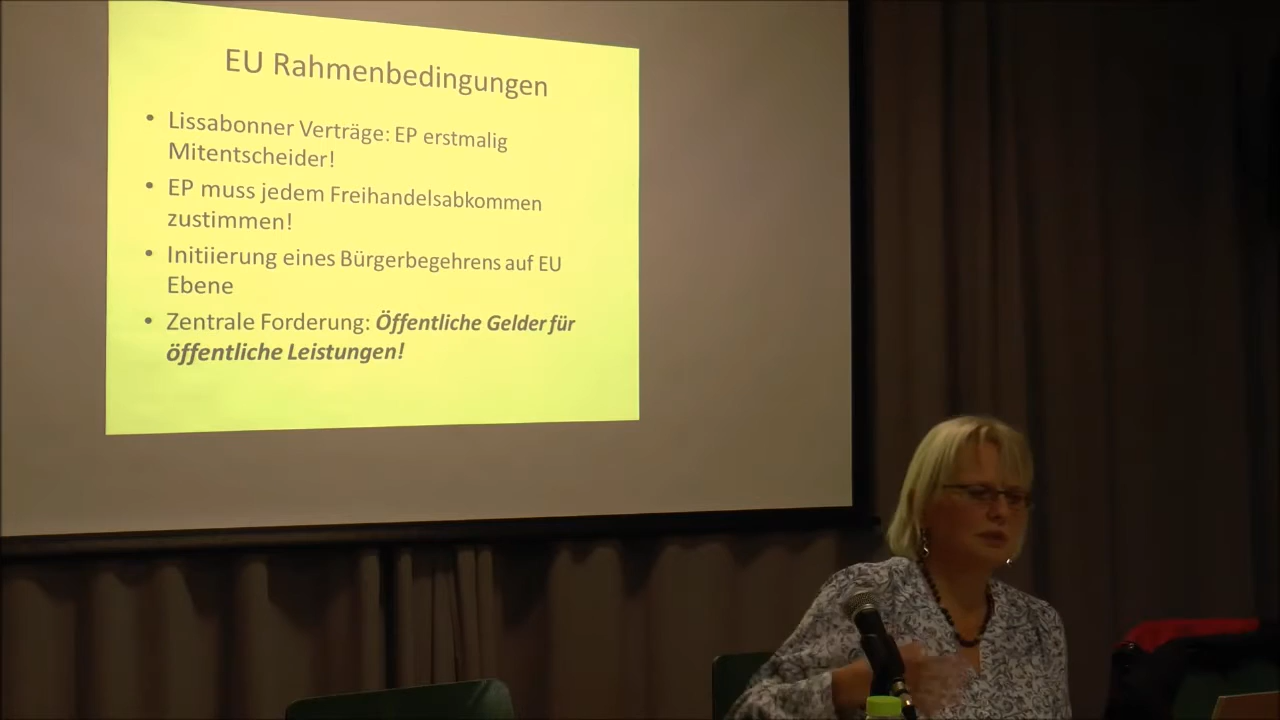 EU Rahmenbedingungen
• Lissabonner Verträge: EP erstmalig
Mitentscheider!
• EP muss jedem Freihandelsabkommen
zustimmen!
• Initiierung eines Bürgerbegehrens auf EU
Ebene
• Zentrale Forderung: Öffentliche Gelder für
öffentliche Leistungen!